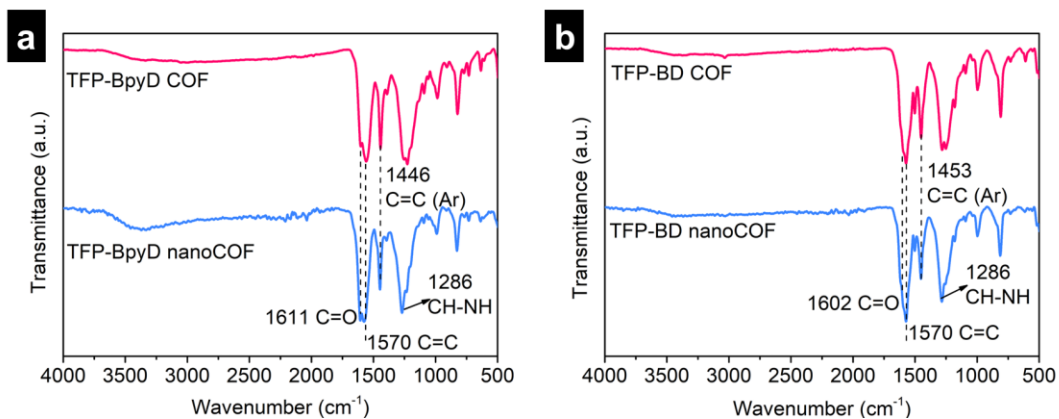 a
Transmittance (a.u.)
TFP-BpyD COF
1446
C=C (Ar)
TFP-BpyD nanoCOF
1286
CH-NH
1611 C=O
1570 C=C
4000 3500 3000 2500 2000 1500 1000 500
Wavenumber (cm⁻¹)
b
Transmittance (a.u.)
TFP-BD COF
1453
C=C (Ar)
TFP-BD nanoCOF
1286
CH-NH
1602 C=O
1570 C=C
4000 3500 3000 2500 2000 1500 1000 500
Wavenumber (cm⁻¹)